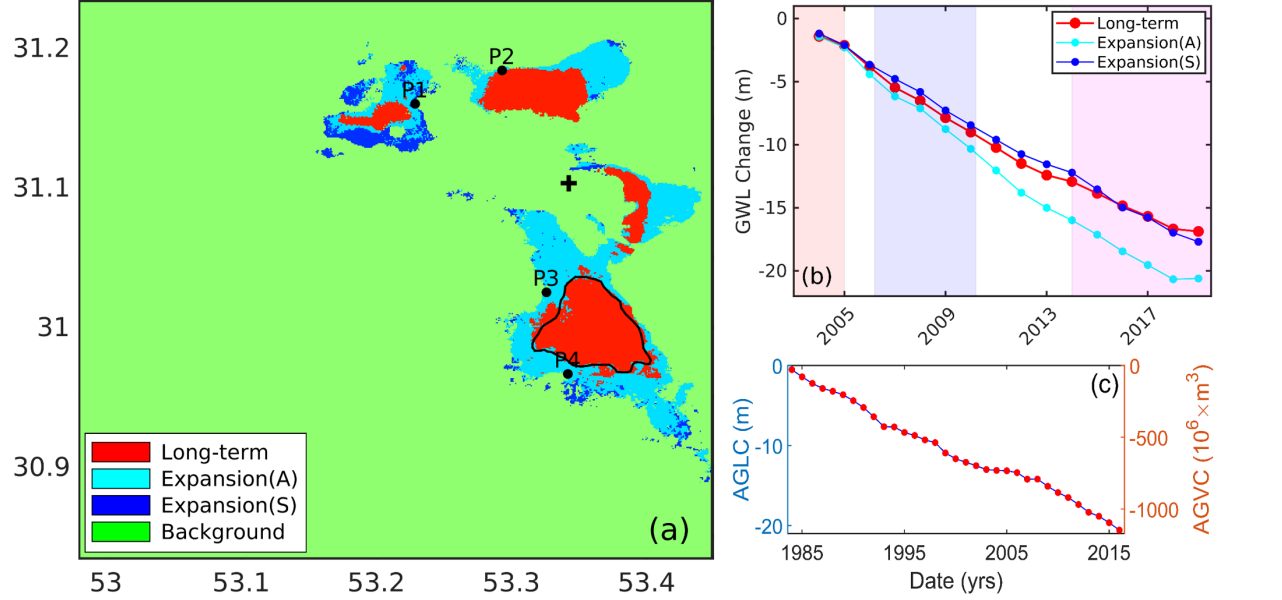 31.2
31.1
31
30.9
P1
P2
P3
P4
Long-term
Expansion(A)
Expansion(S)
Background
(a)
53
53.1
53.2
53.3
53.4
GWL Change (m)
0
-5
-10
-15
-20
Long-term
Expansion(A)
Expansion(S)
(b)
2005
2009
2013
2017
AGLC (m)
0
-10
-20
(c)
0
-500
-1000
AGVC (10⁶×m³)
1985
1995
2005
2015
Date (yrs)